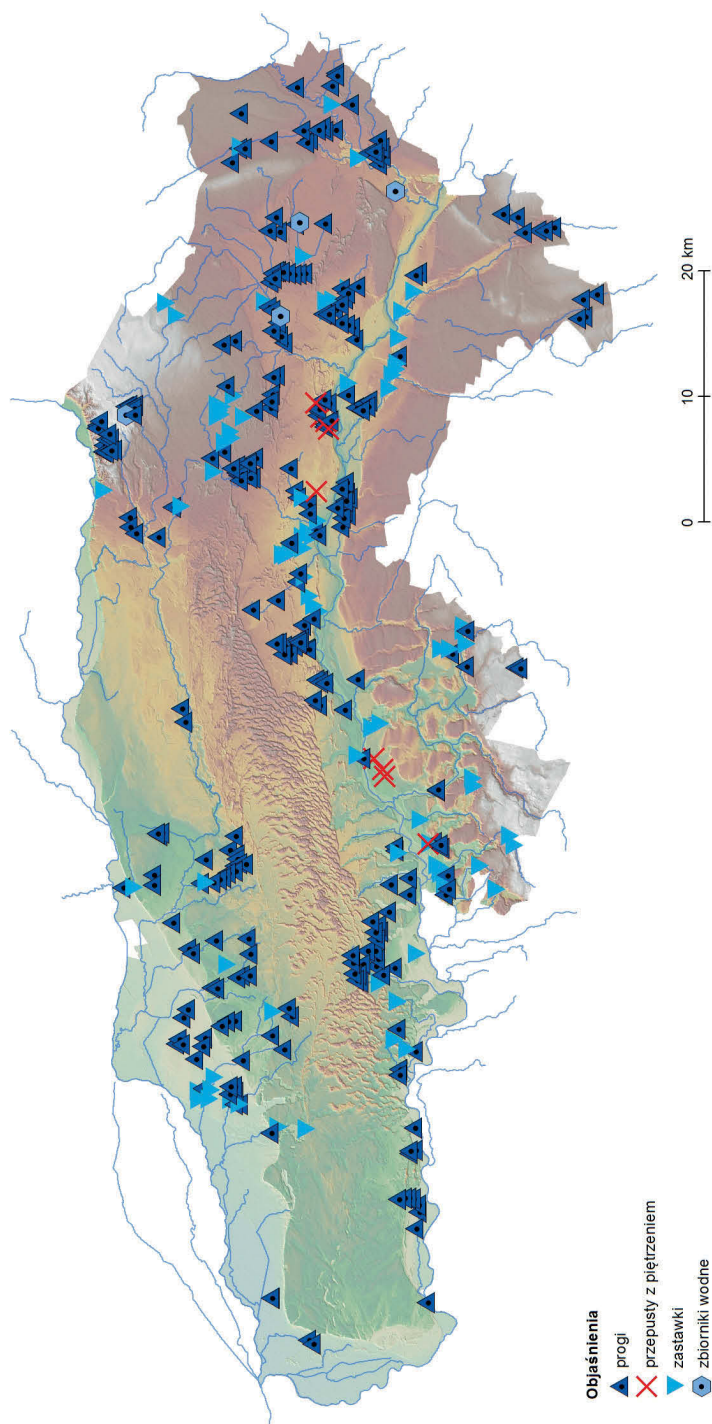 Objaśnienia
progi
przepusty z piętrzeniem
zastawki
zbiorniki wodne
0 10 20 km